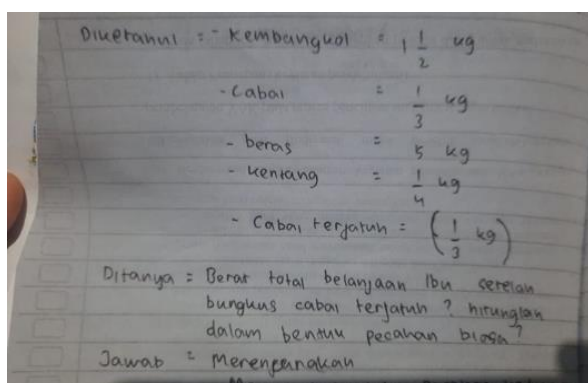 Diketahui = - Kembangkol = 1 1/2 kg
- Cabai = 1/3 kg
- beras = 5 kg
- kentang = 1/4 kg
- Cabai terjatuh = (1/3 kg)
Ditanya = Berat total belanjaan Ibu setelah
bungkus cabai terjatuh ? hitunglah
dalam bentuk pecahan biasa ?
Jawab = Merencanakan